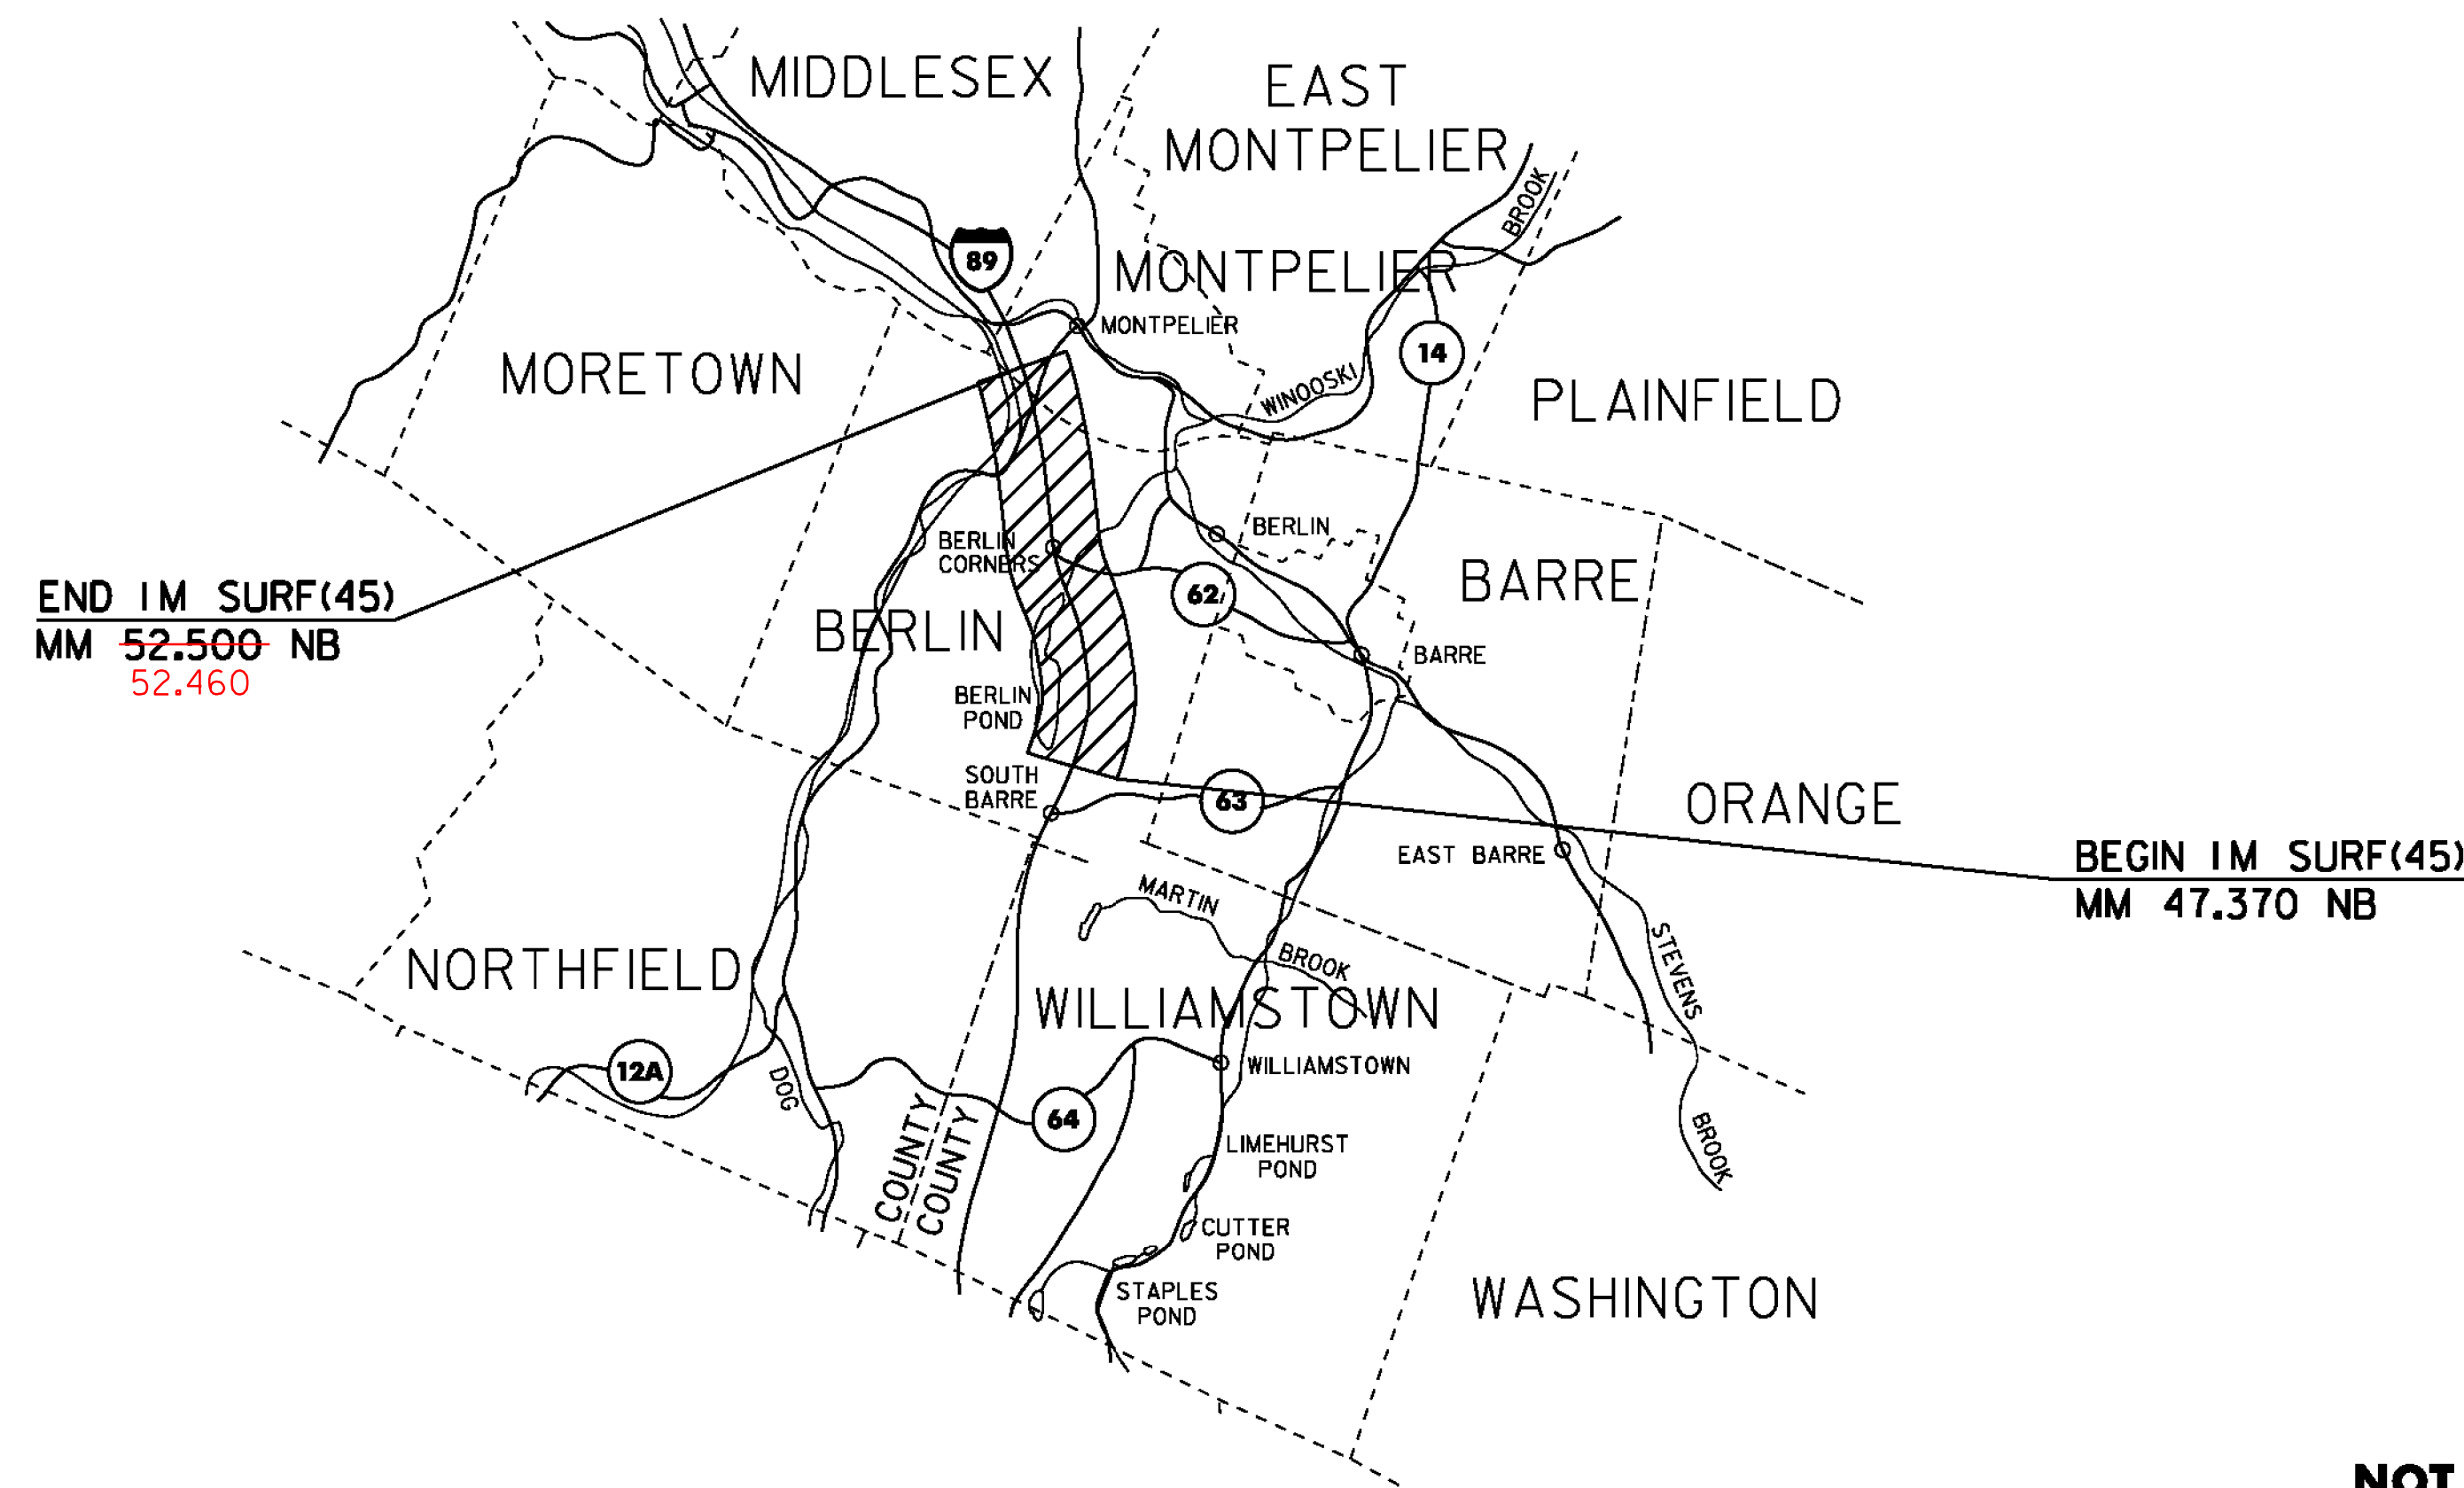 MIDDLESEX
EAST
MONTPELIER
BROOK
89
MONTPELIER
MONTPELIER
14
MORETOWN
WINOOSKI
PLAINFIELD
BERLIN
BERLIN
CORNERS
62
BARRE
END IM SURF(45)
MM 52.500 NB
52.460
BERLIN
BARRE
BERLIN
POND
SOUTH
BARRE
63
ORANGE
EAST BARRE
BEGIN IM SURF(45)
MM 47.370 NB
MARTIN
BROOK
STEVENS
BROOK
NORTHFIELD
WILLIAMSTOWN
12A
DOG
WILLIAMSTOWN
64
COUNTY
COUNTY
LIMEHURST
POND
CUTTER
POND
STAPLES
POND
WASHINGTON
NOT